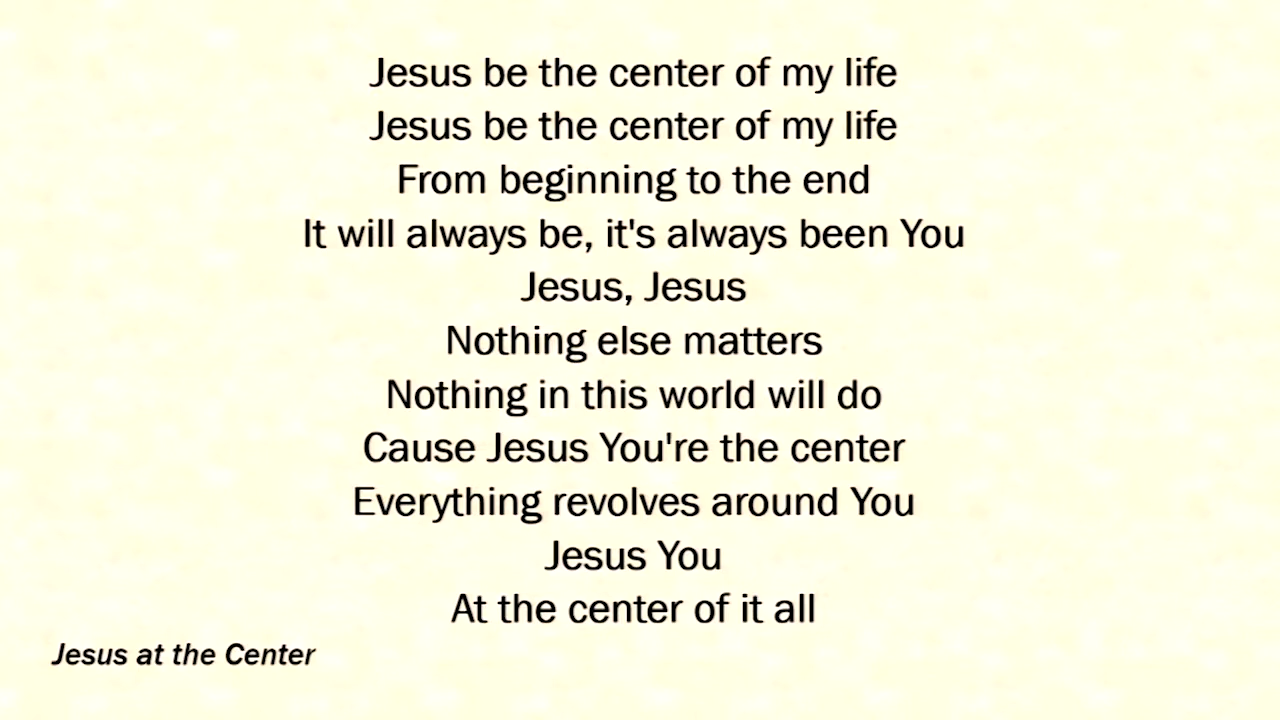 Jesus be the center of my life
Jesus be the center of my life
From beginning to the end
It will always be, it's always been You
Jesus, Jesus
Nothing else matters
Nothing in this world will do
Cause Jesus You're the center
Everything revolves around You
Jesus You
At the center of it all
Jesus at the Center